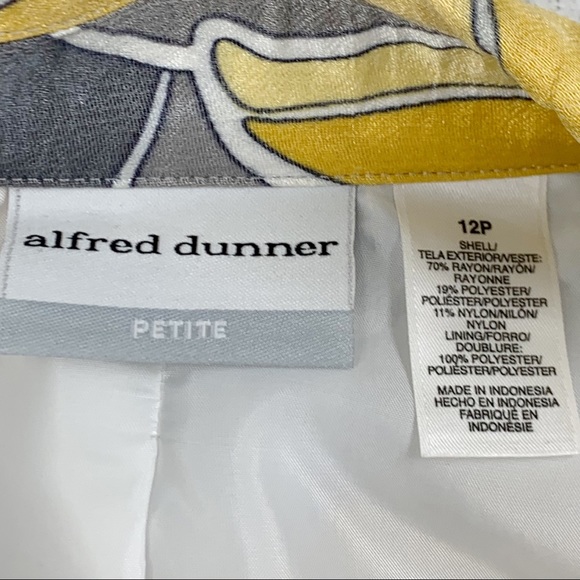 alfred dunner
PETITE
12P
SHELL/
TELA EXTERIOR/VESTE:
70% RAYON/RAYÓN/
RAYONNE
19% POLYESTER/
POLIÉSTER/POLYESTER
11% NYLON/NILÓN/
NYLON
LINING/FORRO/
DOUBLURE:
100% POLYESTER/
POLIÉSTER/POLYESTER
MADE IN INDONESIA
HECHO EN INDONESIA
FABRIQUÉ EN
INDONÉSIE